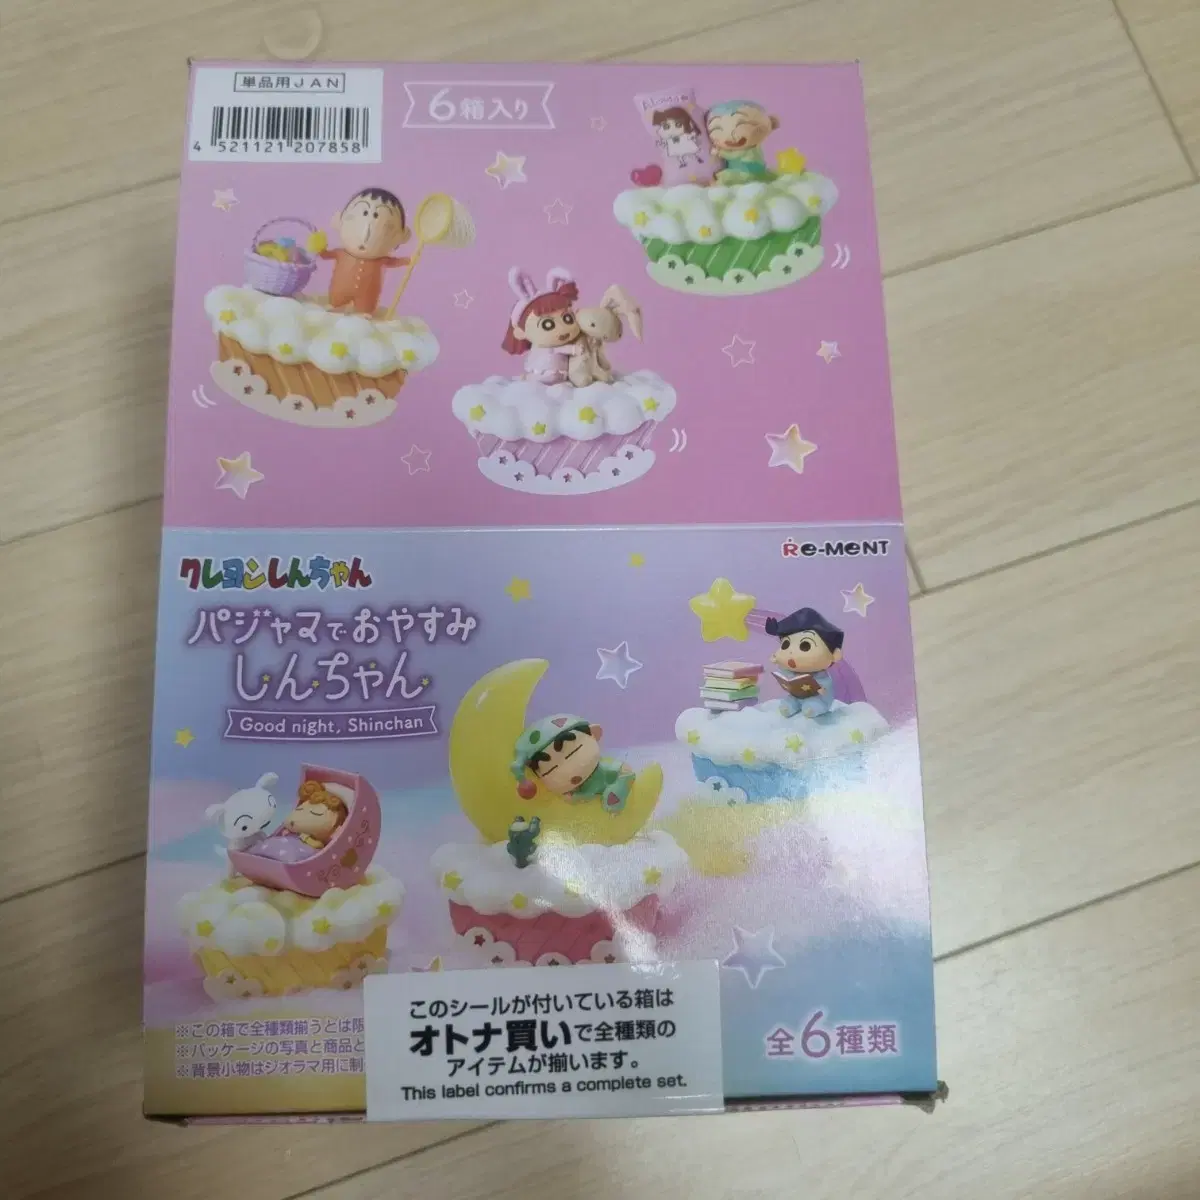 単品用JAN
4 521121 207858
6箱入り
クレヨンしんちゃん
Re-MeNT
パジャマでおやすみ
しんちゃん
Good night, Shinchan
※この箱で全種類揃うとは限
※パッケージの写真と商品と
※背景小物はジオラマ用に制
このシールが付いている箱は
オトナ買いで全種類の
アイテムが揃います。
This label confirms a complete set.
全6種類